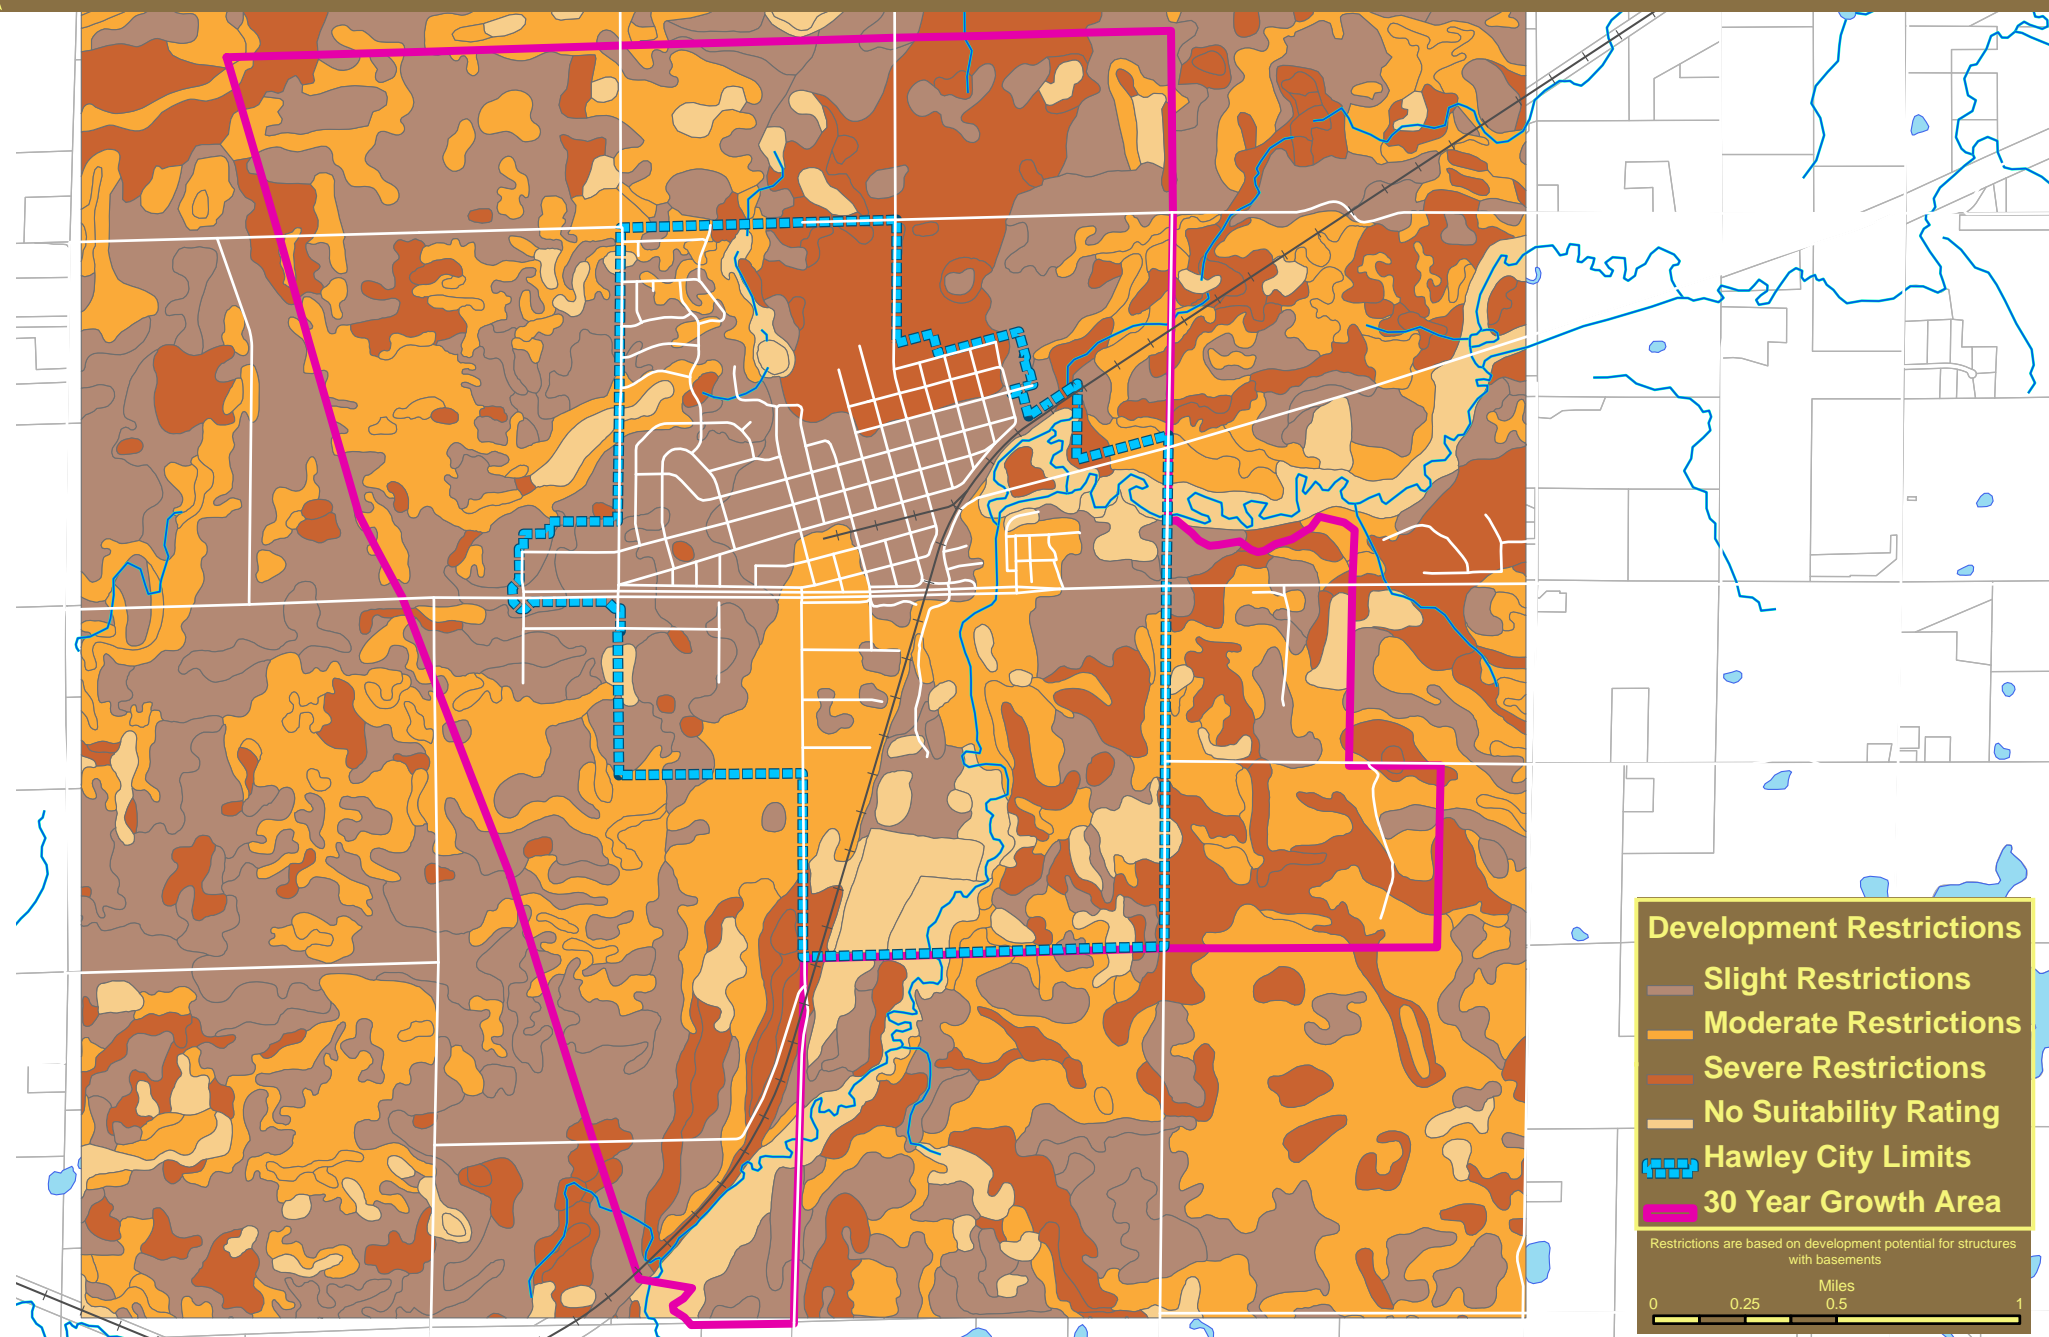 Development Restrictions
Slight Restrictions
Moderate Restrictions
Severe Restrictions
No Suitability Rating
Hawley City Limits
30 Year Growth Area
Restrictions are based on development potential for structures
with basements
Miles
0 0.25 0.5 1